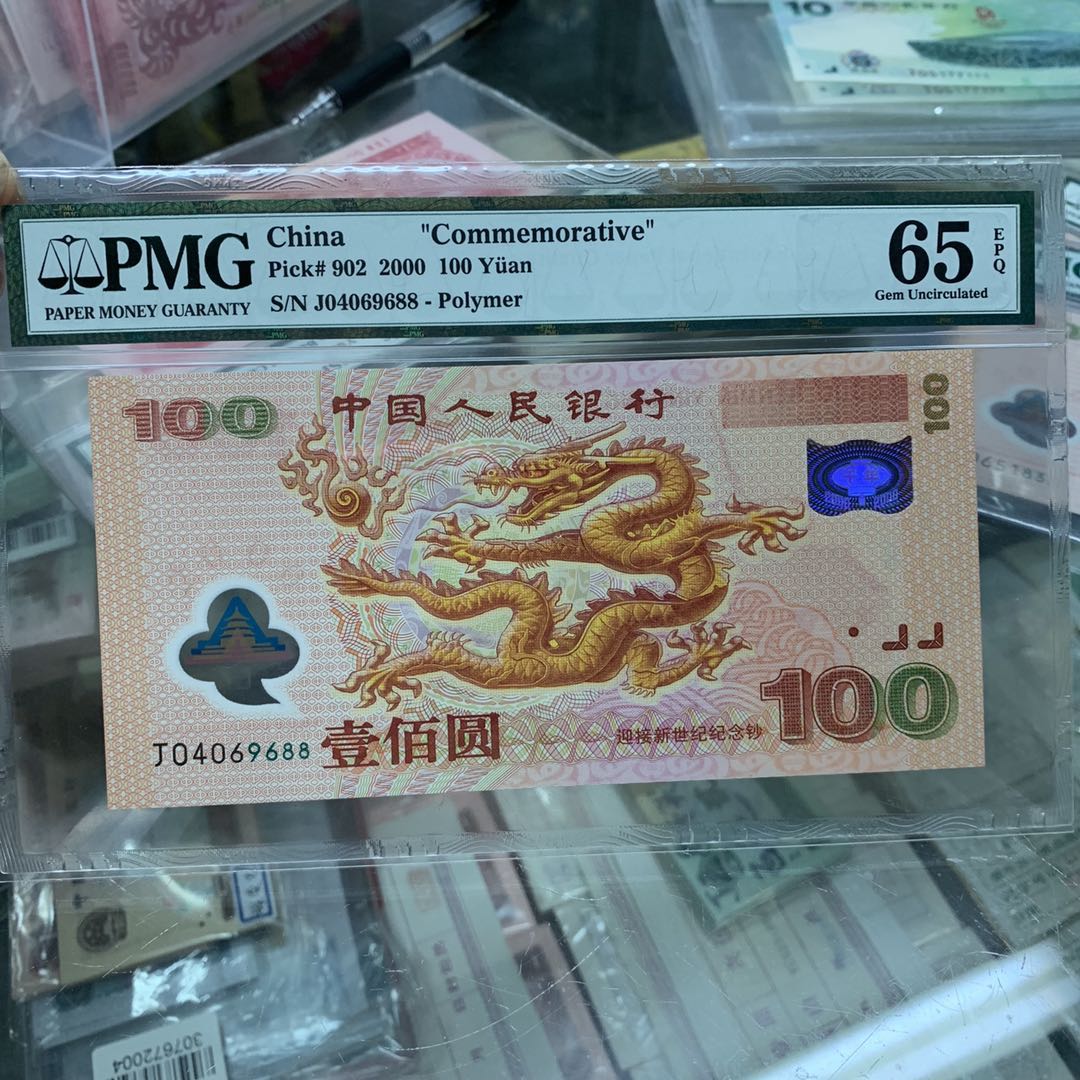 10
PMG
PAPER MONEY GUARANTY
China "Commemorative"
Pick# 902 2000 100 Yüan
S/N J04069688 - Polymer
65
EPQ
Gem Uncirculated
100
中国人民银行
100
J04069688
壹佰圆
迎接新世纪纪念钞
100
307672004